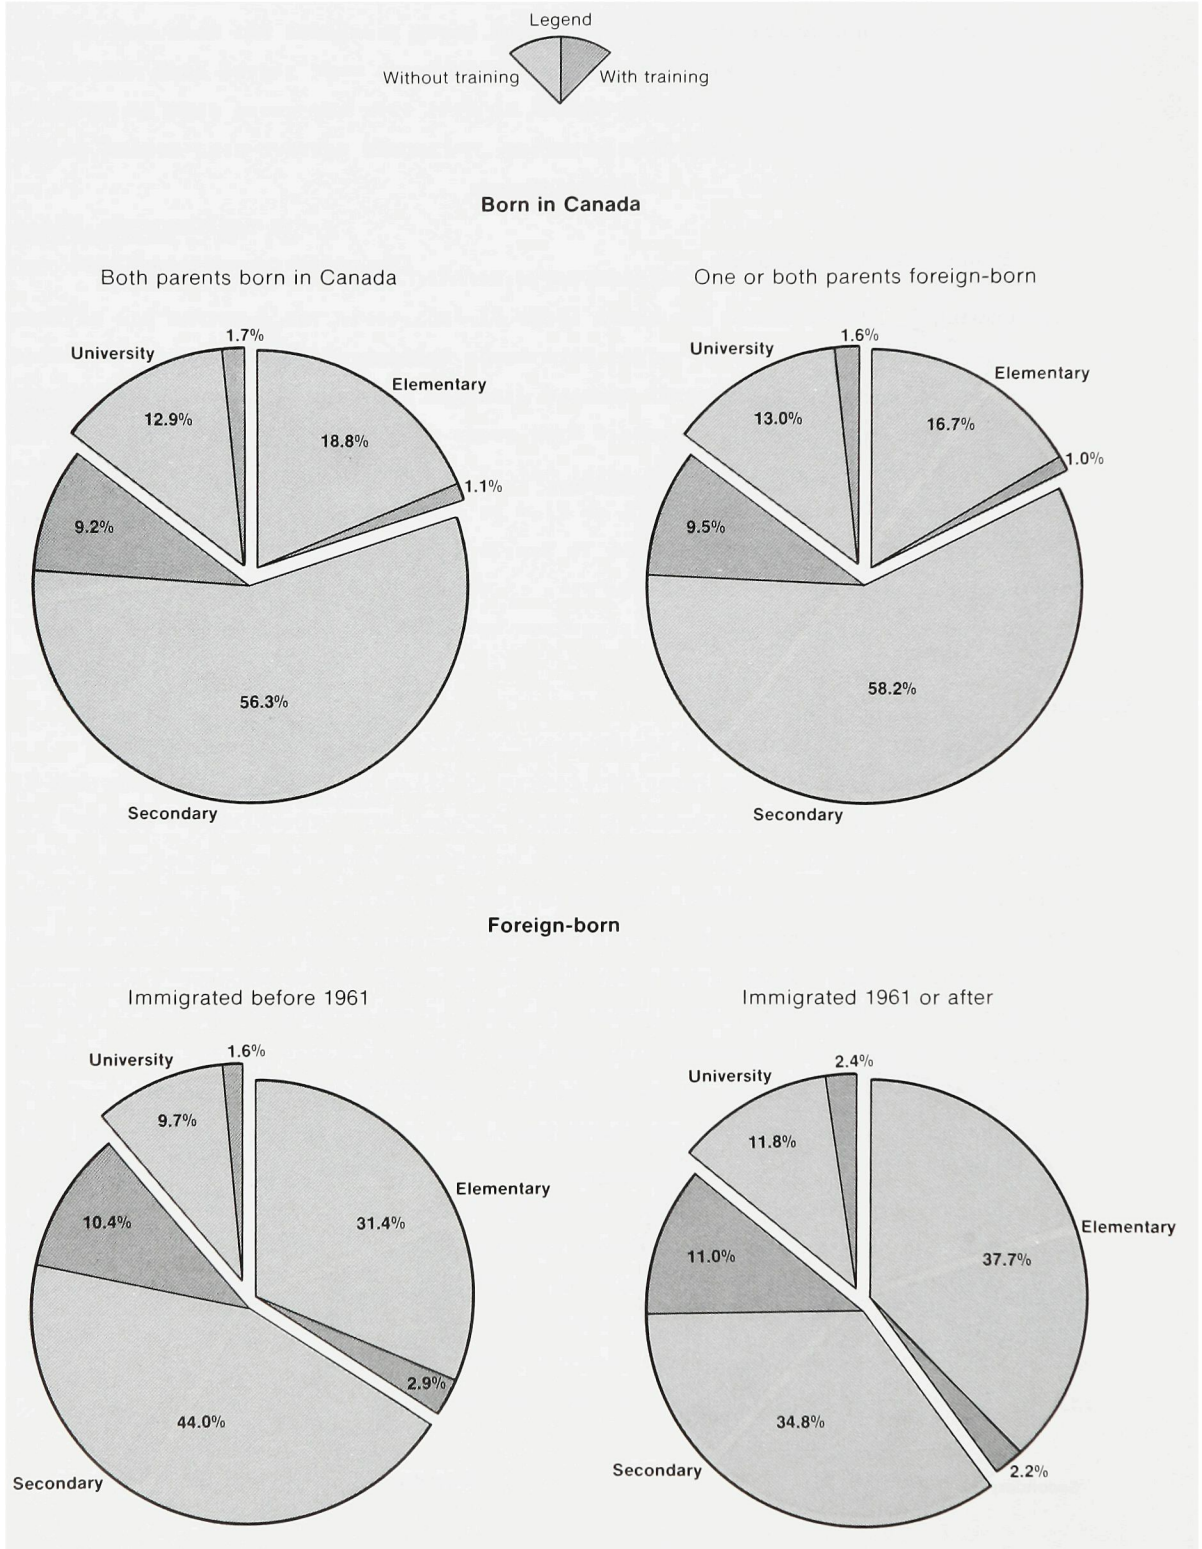 Legend
Without training
With training
Born in Canada
Both parents born in Canada
One or both parents foreign-born
1.7%
University
Elementary
12.9%
18.8%
1.1%
9.2%
56.3%
Secondary
1.6%
University
Elementary
13.0%
16.7%
1.0%
9.5%
58.2%
Secondary
Foreign-born
Immigrated before 1961
Immigrated 1961 or after
1.6%
University
9.7%
Elementary
31.4%
10.4%
2.9%
44.0%
Secondary
2.4%
University
11.8%
Elementary
37.7%
11.0%
34.8%
Secondary
2.2%